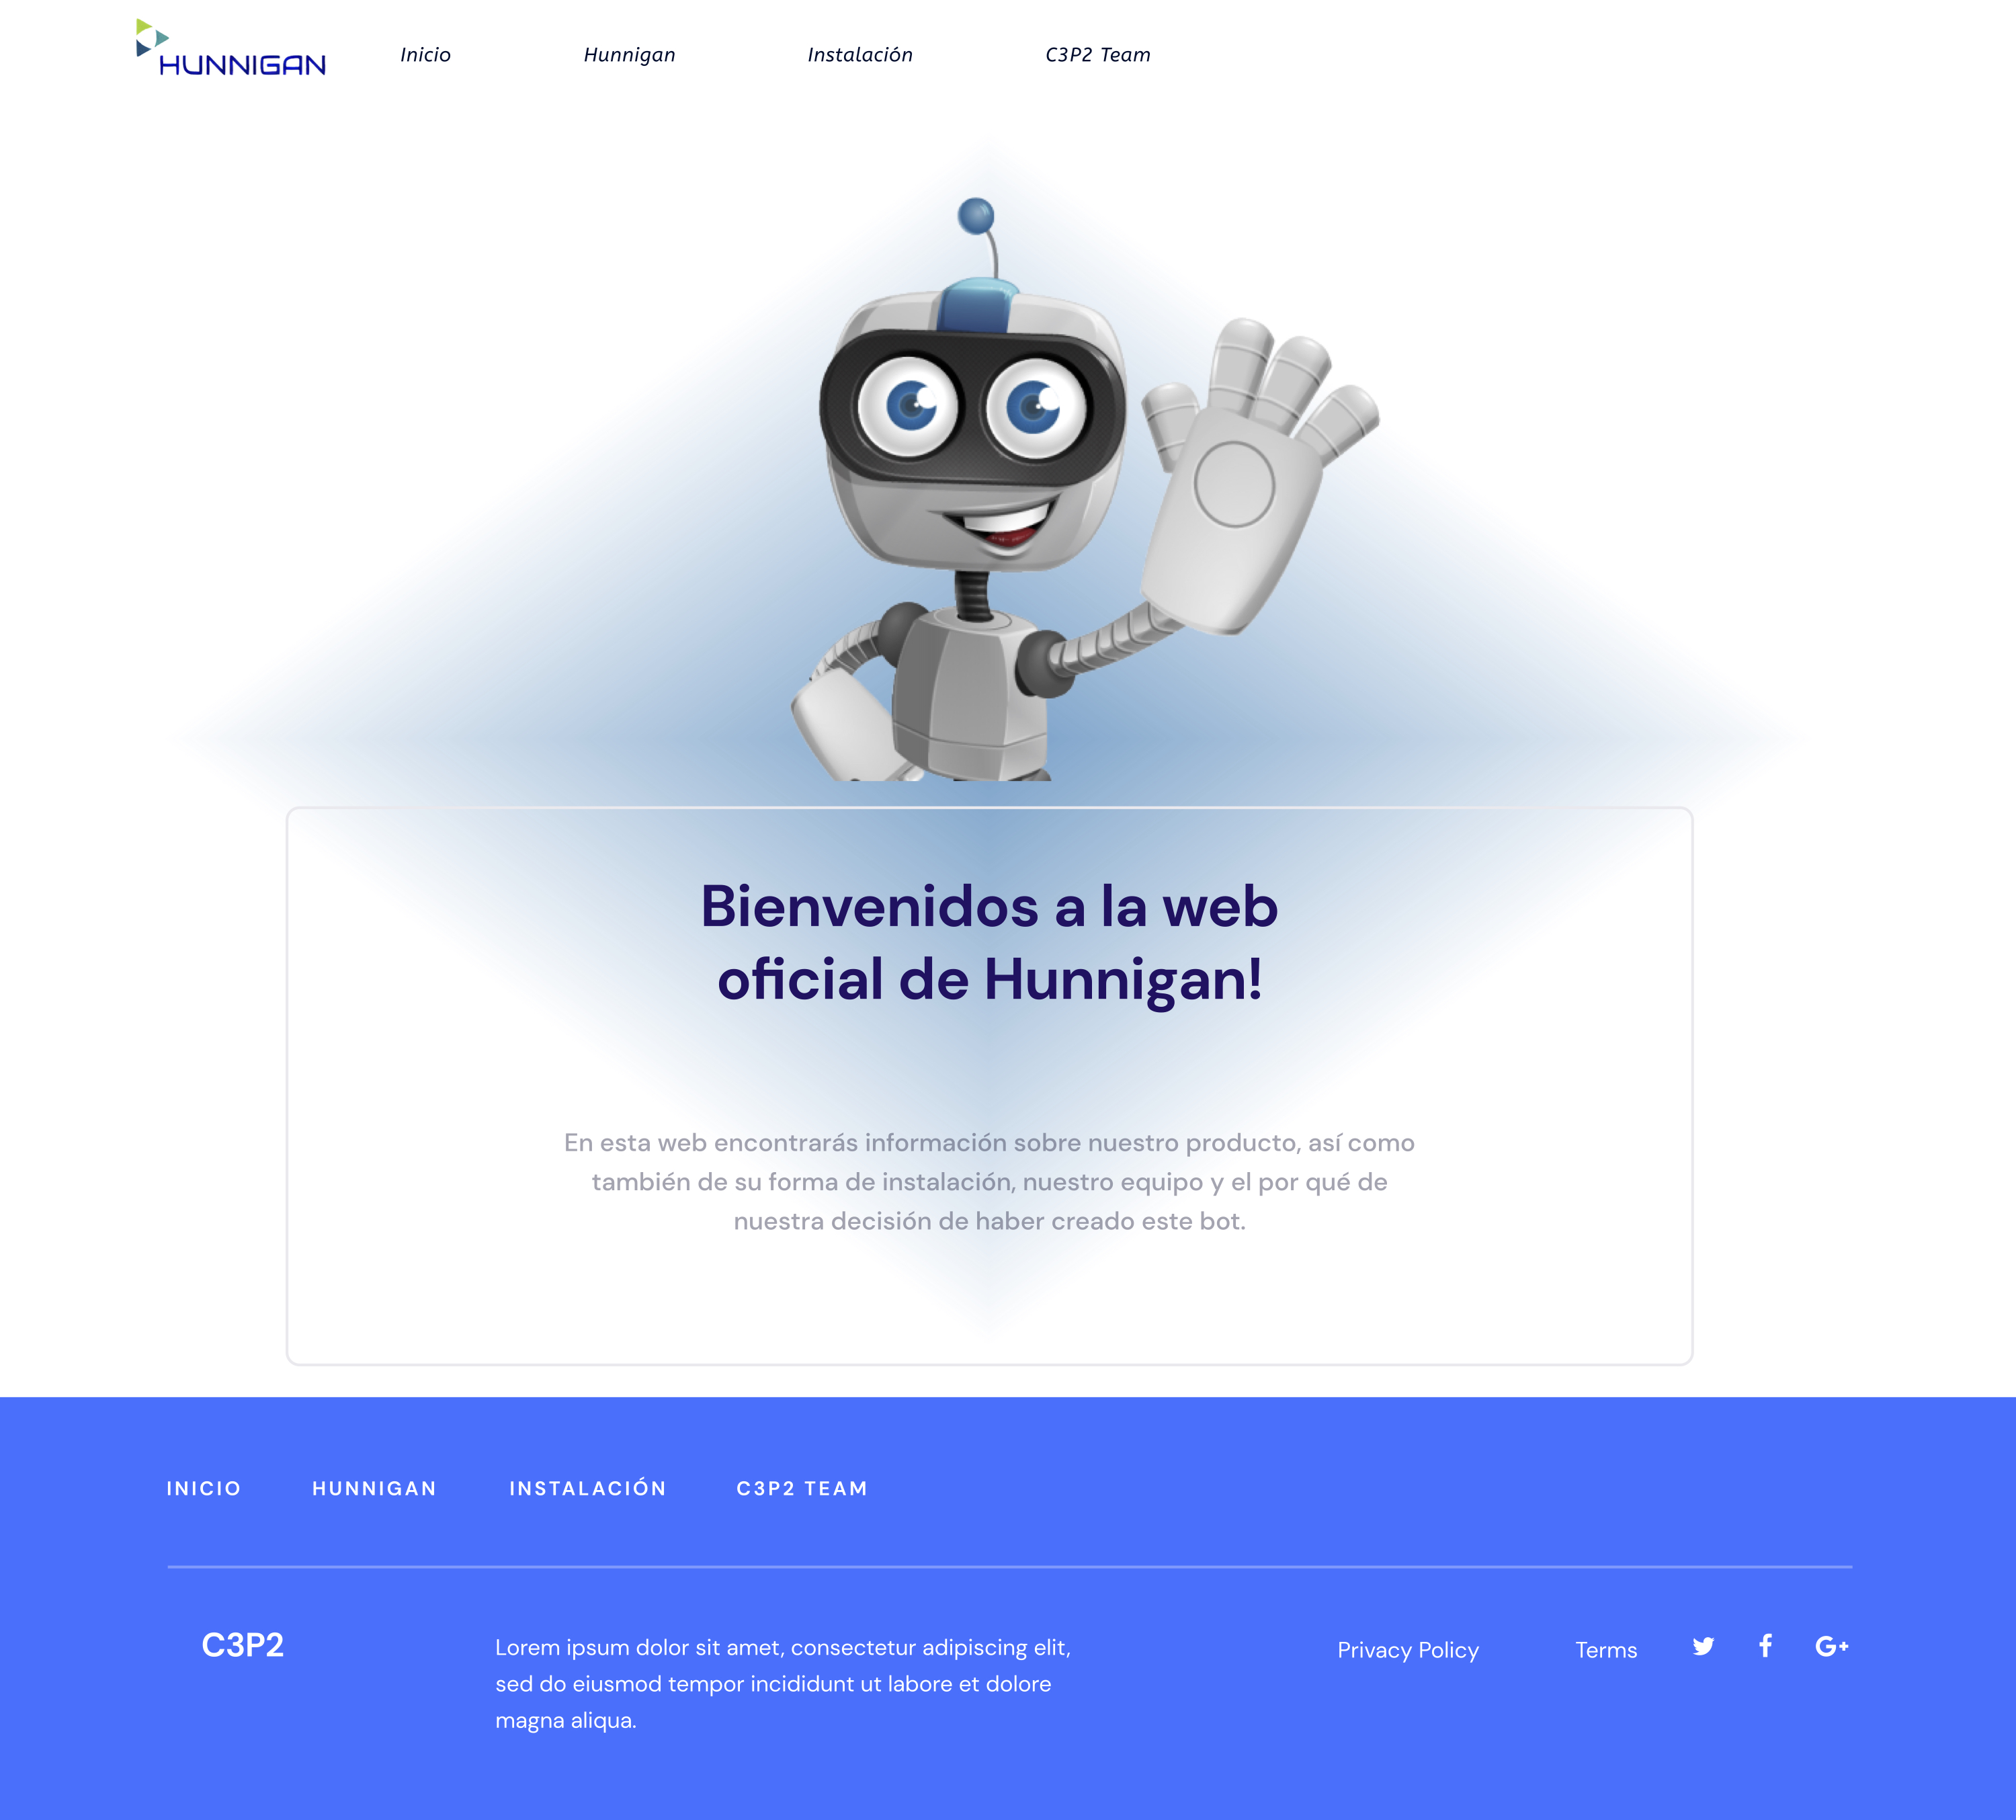 HUNNIGAN
Inicio
Hunnigan
Instalación
C3P2 Team
Bienvenidos a la web
oficial de Hunnigan!
En esta web encontrarás información sobre nuestro producto, así como
también de su forma de instalación, nuestro equipo y el por qué de
nuestra decisión de haber creado este bot.
INICIO
HUNNIGAN
INSTALACIÓN
C3P2 TEAM
C3P2
Lorem ipsum dolor sit amet, consectetur adipiscing elit,
sed do eiusmod tempor incididunt ut labore et dolore
magna aliqua.
Privacy Policy
Terms